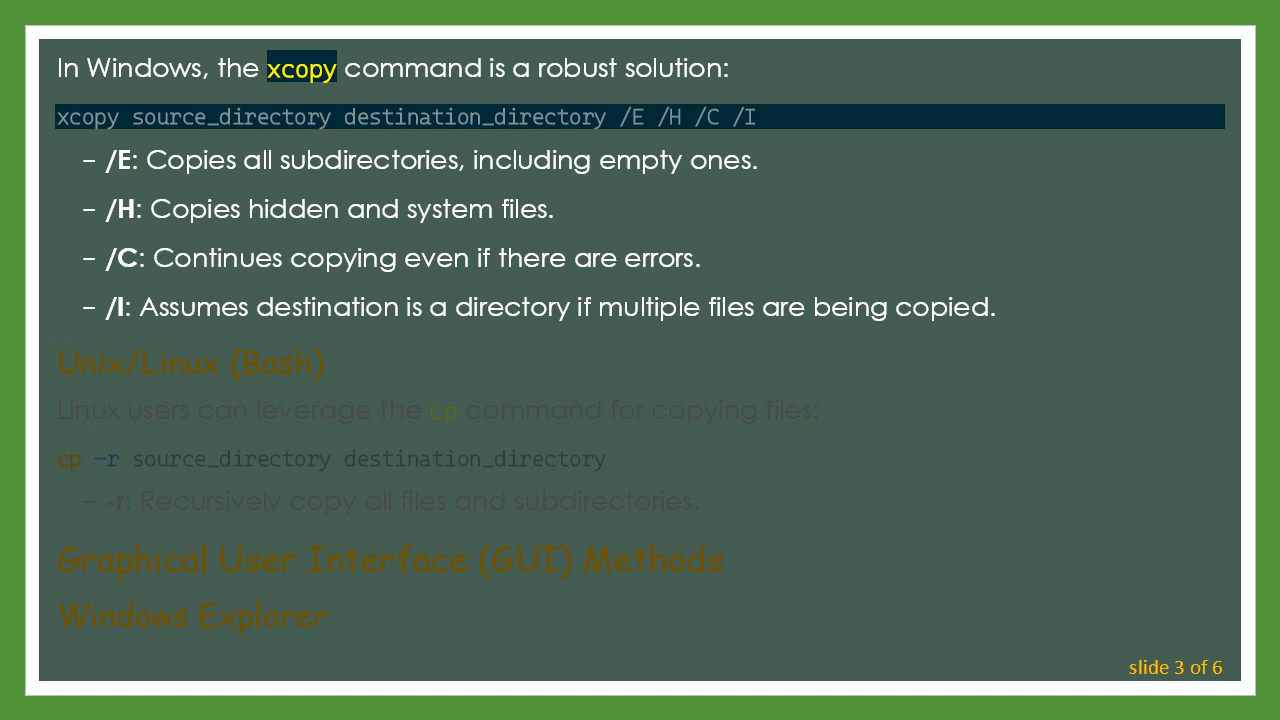 In Windows, the xcopy command is a robust solution:
xcopy source_directory destination_directory /E /H /C /I
– /E: Copies all subdirectories, including empty ones.
– /H: Copies hidden and system files.
– /C: Continues copying even if there are errors.
– /I: Assumes destination is a directory if multiple files are being copied.
Unix/Linux (Bash)
Linux users can leverage the cp command for copying files:
cp -r source_directory destination_directory
– -r: Recursively copy all files and subdirectories.
Graphical User Interface (GUI) Methods
Windows Explorer
slide 3 of 6